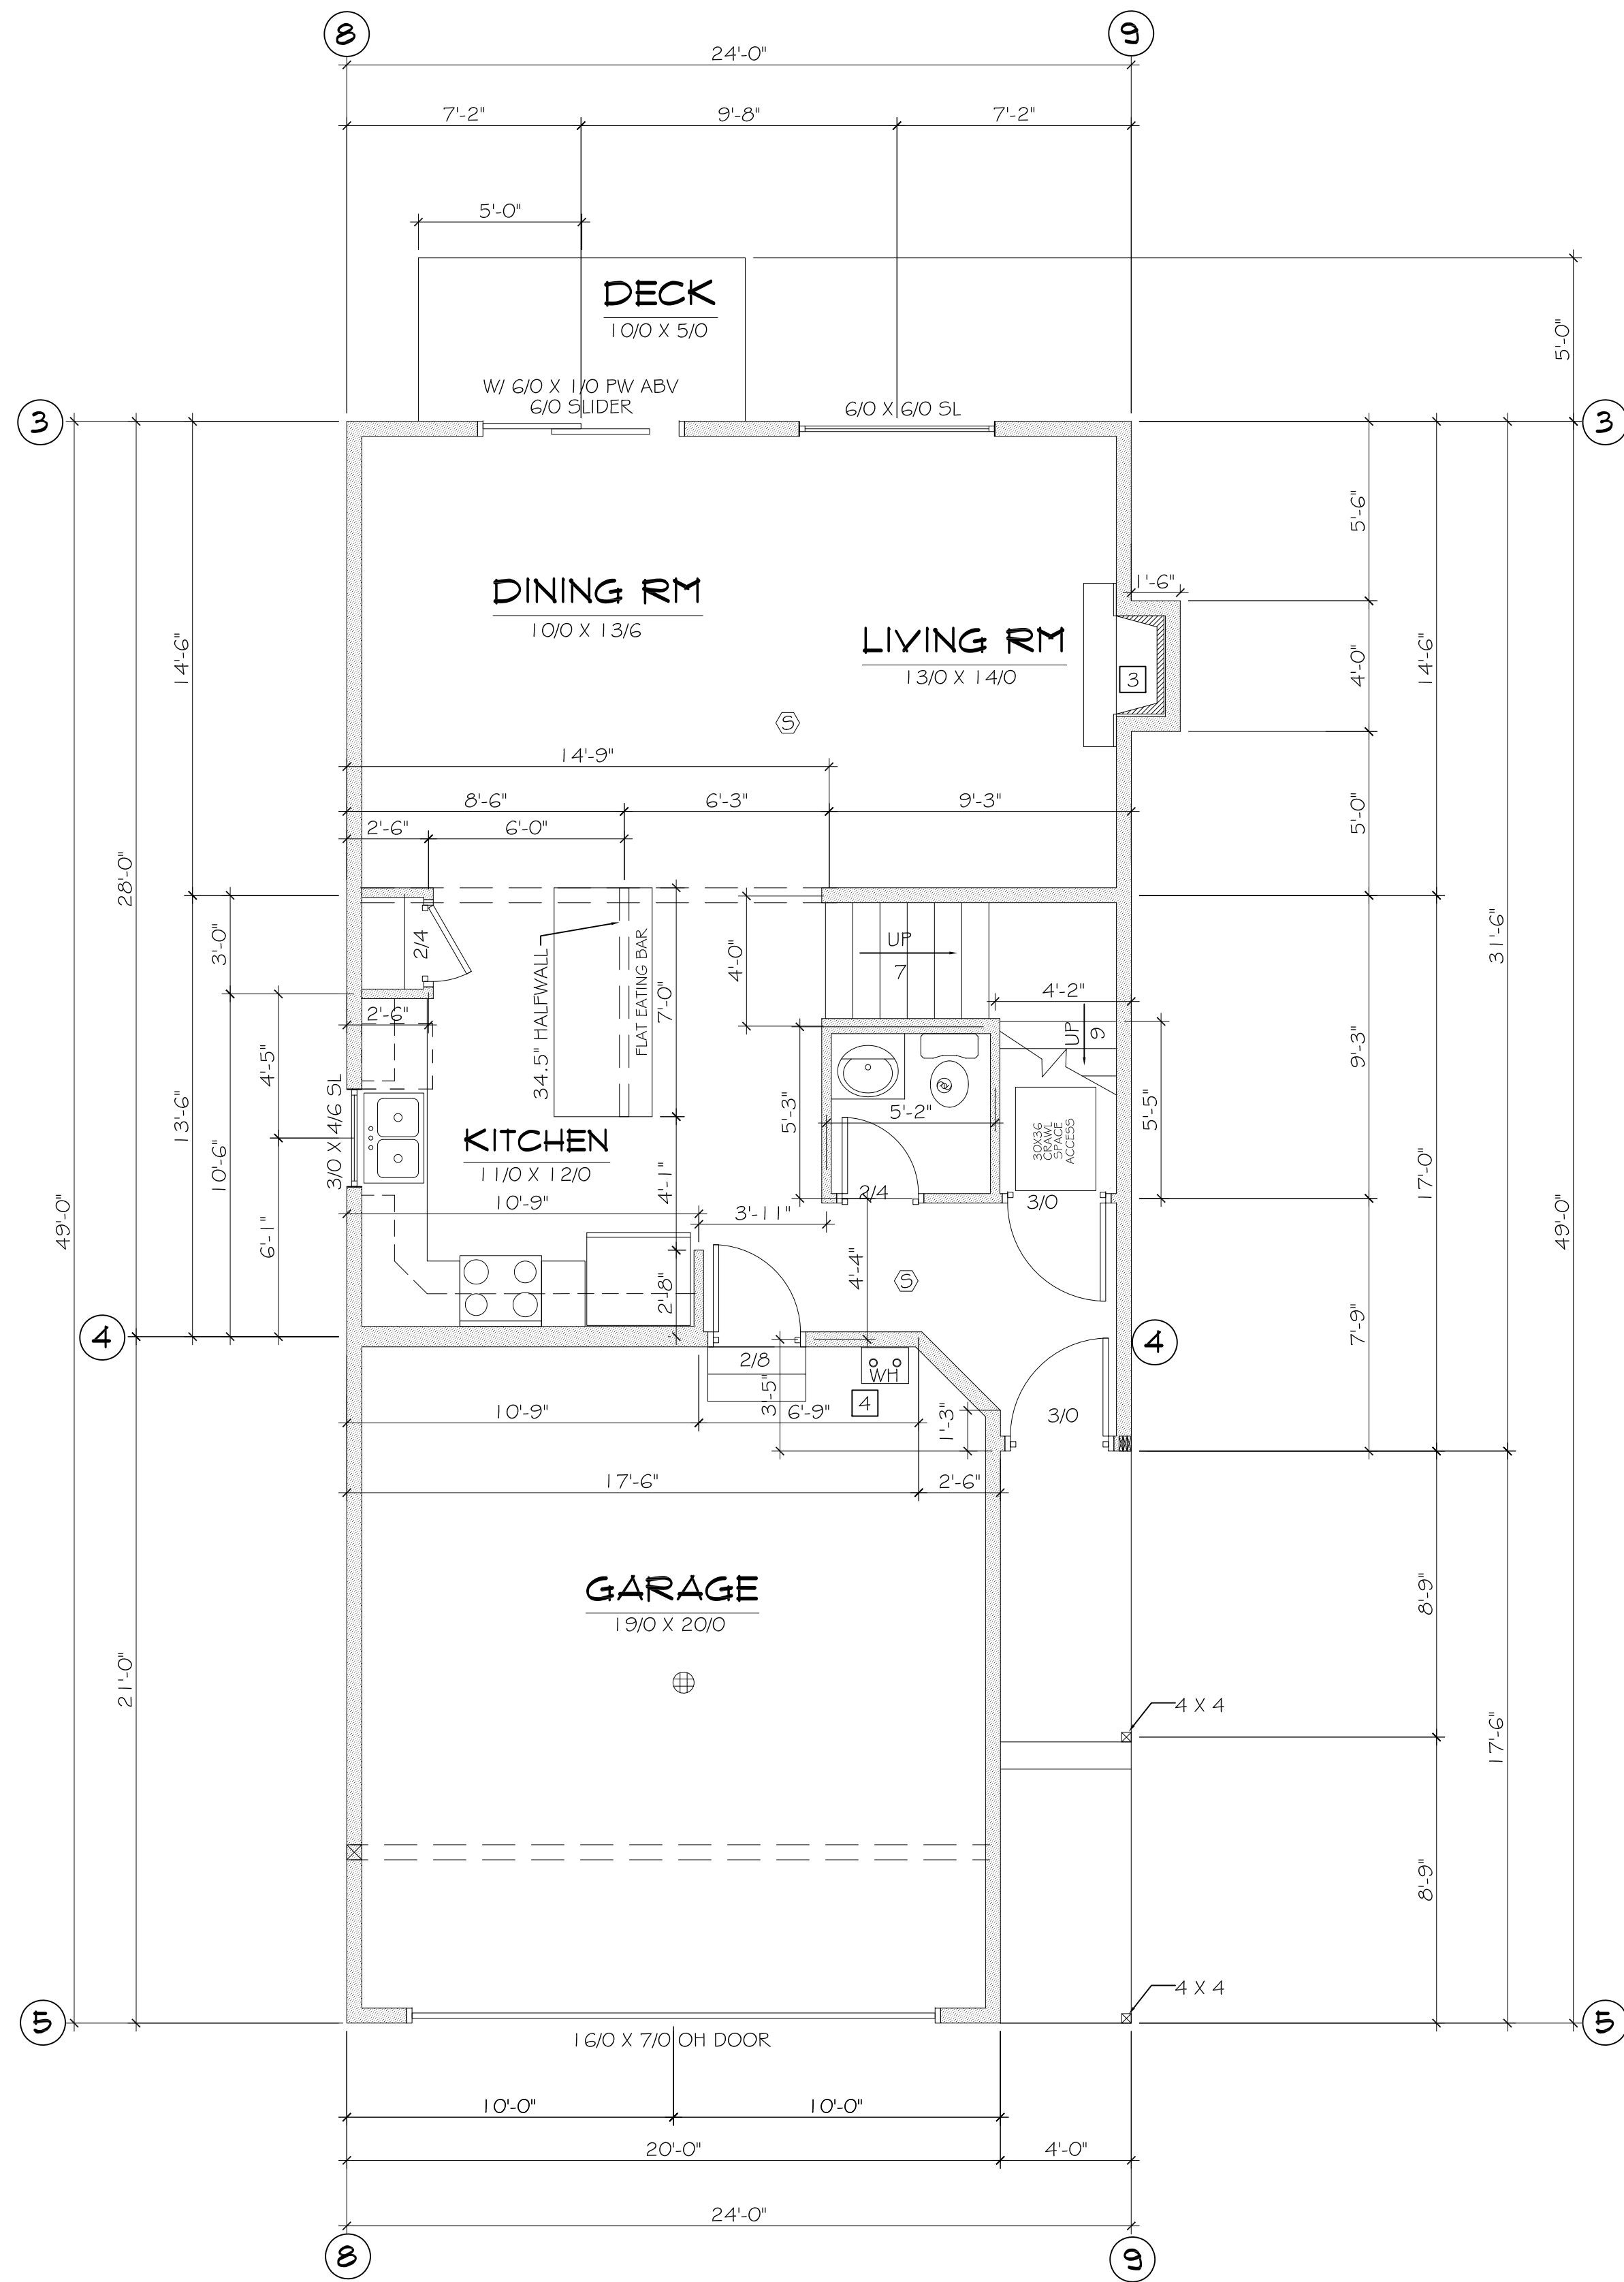 8
9
24'-0"
7'-2"
9'-8"
7'-2"
5'-0"
DECK
10/0 X 5/0
5'-0"
W/ 6/0 X 1/0 PW ABV
6/0 SLIDER
6/0 X 6/0 SL
3
3
5'-6"
1'-6"
DINING RM
10/0 X 13/6
LIVING RM
13/0 X 14/0
3
4'-0"
14'-6"
14'-6"
S
14'-9"
8'-6"
6'-3"
9'-3"
5'-0"
2'-6"
6'-0"
28'-0"
3'-0"
2/4
34.5" HALFWALL
FLAT EATING BAR
7'-0"
4'-0"
UP
7
4'-2"
UP
9
31'-6"
2'-6"
4'-5"
9'-3"
13'-6"
10'-6"
3/0 X 4/6 SL
5'-3"
5'-2"
30X36
CRAWL
SPACE
ACCESS
5'-5"
KITCHEN
11/0 X 12/0
4'-1"
17'-0"
2/4
3/0
49'-0"
49'-0"
6'-1"
10'-9"
3'-11"
4'-4"
S
2'-8"
7'-9"
4
4
2/8
WH
4
3'-5"
10'-9"
6'-9"
1'-3"
3/0
17'-6"
2'-6"
GARAGE
19/0 X 20/0
8'-9"
21'-0"
4 X 4
17'-6"
8'-9"
4 X 4
5
5
16/0 X 7/0 OH DOOR
10'-0"
10'-0"
20'-0"
4'-0"
24'-0"
8
9